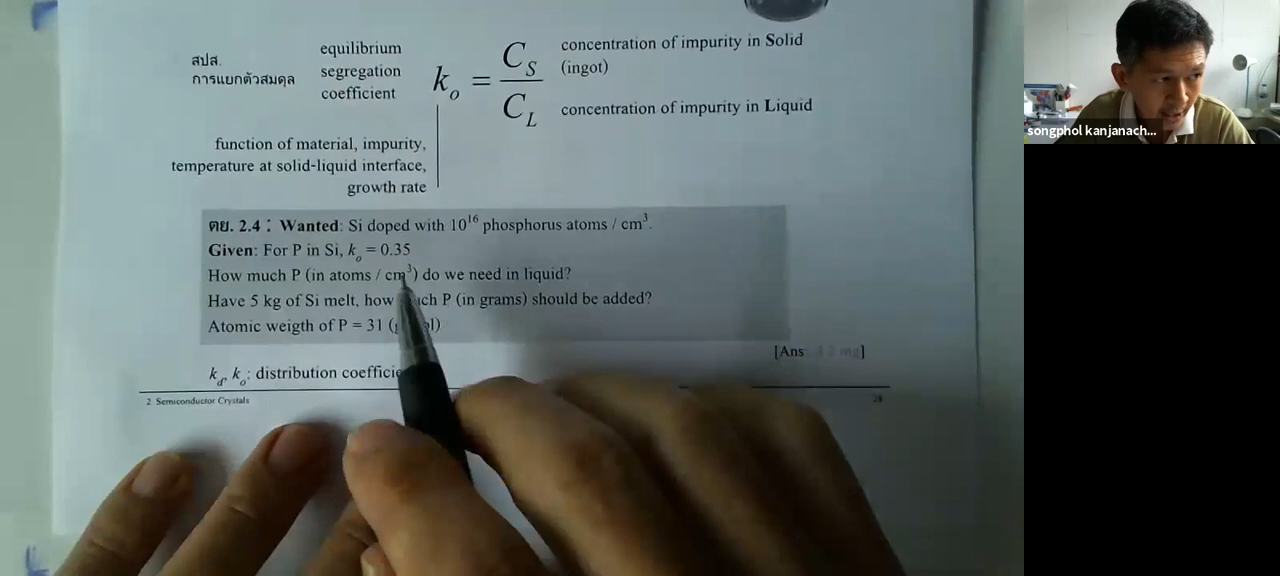 สปส.
การแยกตัวสมดุล
equilibrium
segregation
coefficient
k_o = C_S / C_L
concentration of impurity in Solid
(ingot)
concentration of impurity in Liquid
function of material, impurity,
temperature at solid-liquid interface,
growth rate
ตย. 2.4 : Wanted: Si doped with 10^16 phosphorus atoms / cm^3.
Given: For P in Si, k_o = 0.35
How much P (in atoms / cm^3) do we need in liquid?
Have 5 kg of Si melt, how P (in grams) should be added?
Atomic weigth of P = 31
[Ans mg]
k_d, k_o: distribution
2 Semiconductor Crystals
28
songphol kanjanach...